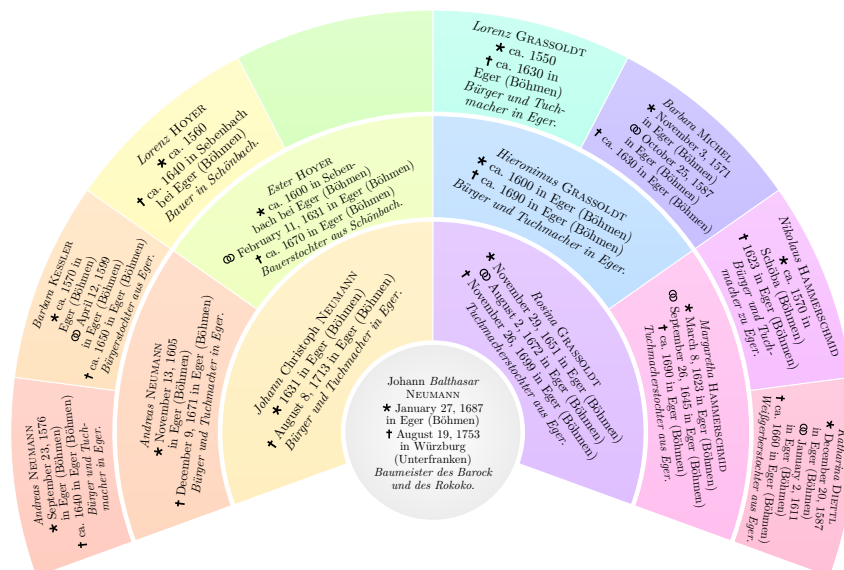 Lorenz GRASSOLDT
* ca. 1550
† ca. 1630 in
Eger (Böhmen)
Bürger und Tuch-
macher in Eger.
Barbara MICHEL
* November 3, 1571
in Eger (Böhmen)
⚭ October 25, 1587
in Eger (Böhmen)
† ca. 1630 in Eger (Böhmen)
Lorenz HOYER
* ca. 1560
† ca. 1640 in Sebenbach
bei Eger (Böhmen)
Bauer in Schönbach.
Ester HOYER
* ca. 1600 in Seben-
bach bei Eger (Böhmen)
⚭ February 11, 1631 in Eger (Böhmen)
† ca. 1670 in Eger (Böhmen)
Bauerstochter aus Schönbach.
Hieronimus GRASSOLDT
* ca. 1600 in Eger (Böhmen)
† ca. 1690 in Eger (Böhmen)
Bürger und Tuchmacher in Eger.
Barbara KESSLER
* ca. 1570 in
Eger (Böhmen)
⚭ April 12, 1599
in Eger (Böhmen)
† ca. 1650 in Eger (Böhmen)
Bürgerstochter aus Eger.
Nikolaus HAMMERSCHMID
* ca. 1570 in
Schöba (Böhmen)
† 1623 in Eger (Böhmen)
Bürger und Tuch-
macher zu Eger.
Andreas NEUMANN
* November 13, 1605
in Eger (Böhmen)
† December 9, 1671 in Eger (Böhmen)
Bürger und Tuchmacher in Eger.
Johann Christoph NEUMANN
* 1631 in Eger (Böhmen)
† August 8, 1713 in Eger (Böhmen)
Bürger und Tuchmacher in Eger.
Rosina GRASSOLDT
* November 29, 1651 in Eger (Böhmen)
⚭ August 2, 1672 in Eger (Böhmen)
† November 26, 1699 in Eger (Böhmen)
Tuchmacherstochter aus Eger.
Margaretha HAMMERSCHMID
* March 8, 1623 in Eger (Böhmen)
⚭ September 26, 1645 in Eger (Böhmen)
† ca. 1690 in Eger (Böhmen)
Tuchmacherstochter aus Eger.
Andreas NEUMANN
* September 23, 1576
in Eger (Böhmen)
† ca. 1640 in Eger (Böhmen)
Bürger und Tuch-
macher in Eger.
Johann Balthasar
NEUMANN
* January 27, 1687
in Eger (Böhmen)
† August 19, 1753
in Würzburg
(Unterfranken)
Baumeister des Barock
und des Rokoko.
Katharina DIETTL
* December 20, 1587
in Eger (Böhmen)
⚭ January 2, 1611
in Eger (Böhmen)
† ca. 1660 in Eger (Böhmen)
Weißgerberstochter aus Eger.